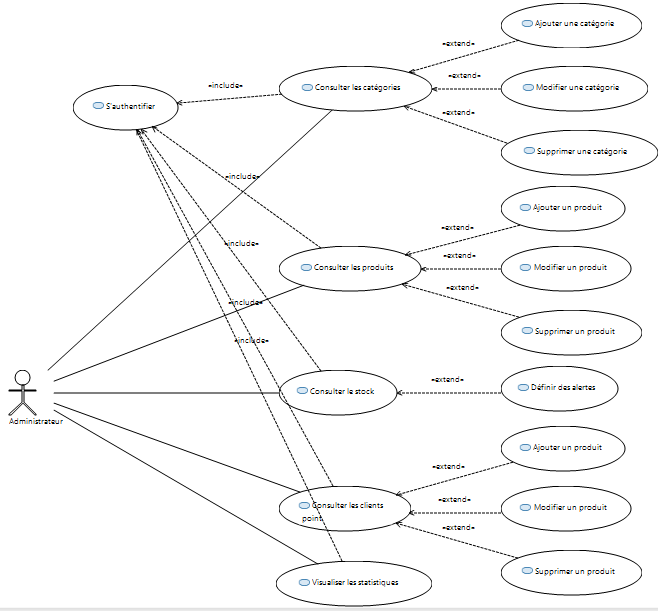 Ajouter une catégorie
«extend»
«include»
Consulter les catégories
«extend»
Modifier une catégorie
S'authentifier
«extend»
Supprimer une catégorie
«include»
Ajouter un produit
«extend»
«include»
Consulter les produits
«extend»
Modifier un produit
«extend»
«include»
Supprimer un produit
«include»
Consulter le stock
«extend»
Définir des alertes
Administrateur
Ajouter un produit
«extend»
Consulter les clients
point
«extend»
Modifier un produit
«extend»
Supprimer un produit
Visualiser les statistiques